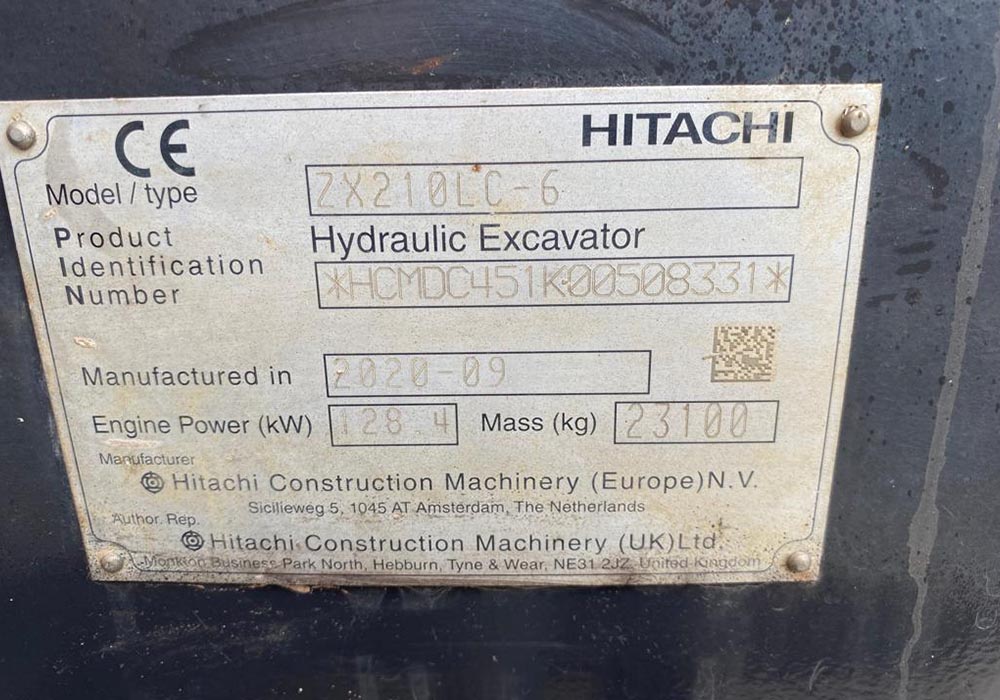 CE HITACHI
Model / type ZX210LC-6
Product Hydraulic Excavator
Identification
Number *HCMDC451K00508331*
Manufactured in 2020-09
Engine Power (kW) 128.4 Mass (kg) 23100
Manufacturer
Hitachi Construction Machinery (Europe)N.V.
Sicilieweg 5, 1045 AT Amsterdam, The Netherlands
Author. Rep.
Hitachi Construction Machinery (UK)Ltd.
Monkton Business Park North, Hebburn, Tyne & Wear, NE31 2JZ, United Kingdom